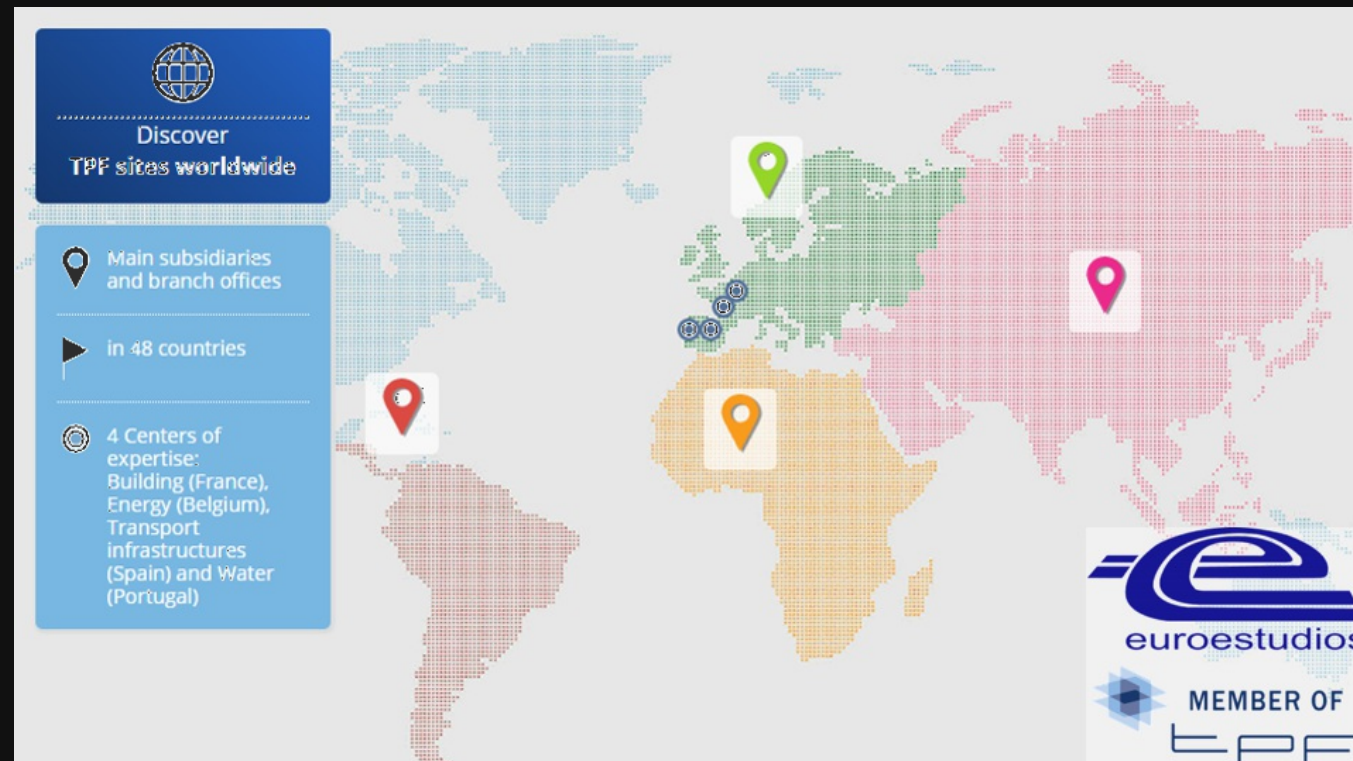 Discover
TPF sites worldwide
Main subsidiaries
and branch offices
in 48 countries
4 Centers of
expertise:
Building (France),
Energy (Belgium),
Transport
infrastructures
(Spain) and Water
(Portugal)
euroestudios
MEMBER OF
tpf